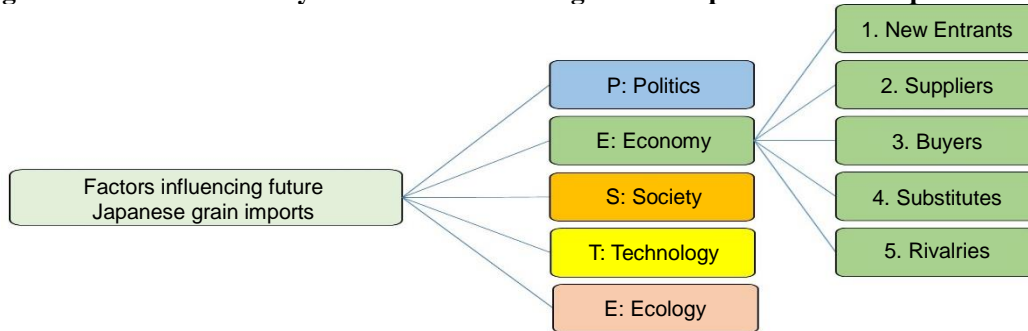 1. New Entrants
P: Politics
2. Suppliers
E: Economy
3. Buyers
Factors influencing future
Japanese grain imports
S: Society
4. Substitutes
T: Technology
5. Rivalries
E: Ecology